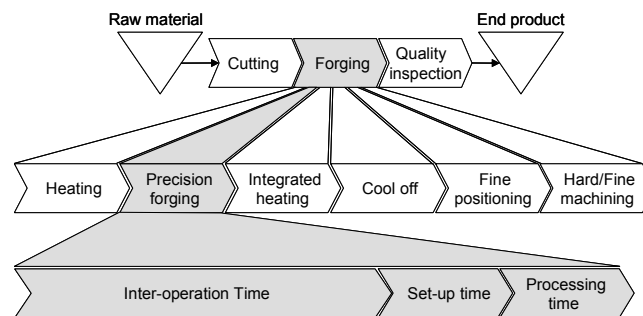 Raw material
End product
Cutting
Forging
Quality
inspection
Heating
Precision
forging
Integrated
heating
Cool off
Fine
positioning
Hard/Fine
machining
Inter-operation Time
Set-up time
Processing
time